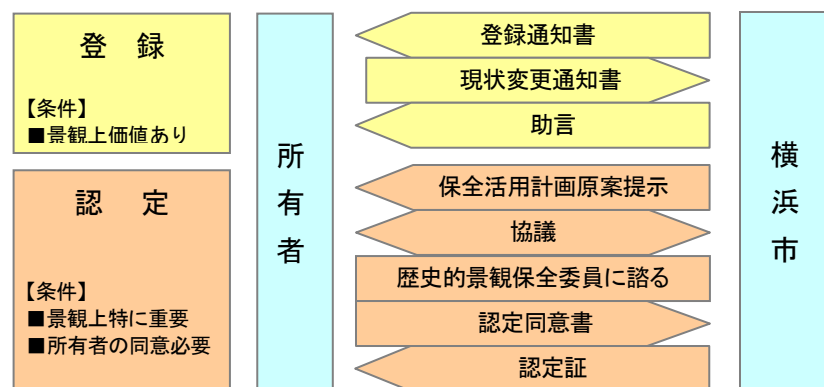 登　録
【条件】
■景観上価値あり
認　定
【条件】
■景観上特に重要
■所有者の同意必要
所有者
登録通知書
現状変更通知書
助言
保全活用計画原案提示
協議
歴史的景観保全委員に諮る
認定同意書
認定証
横浜市